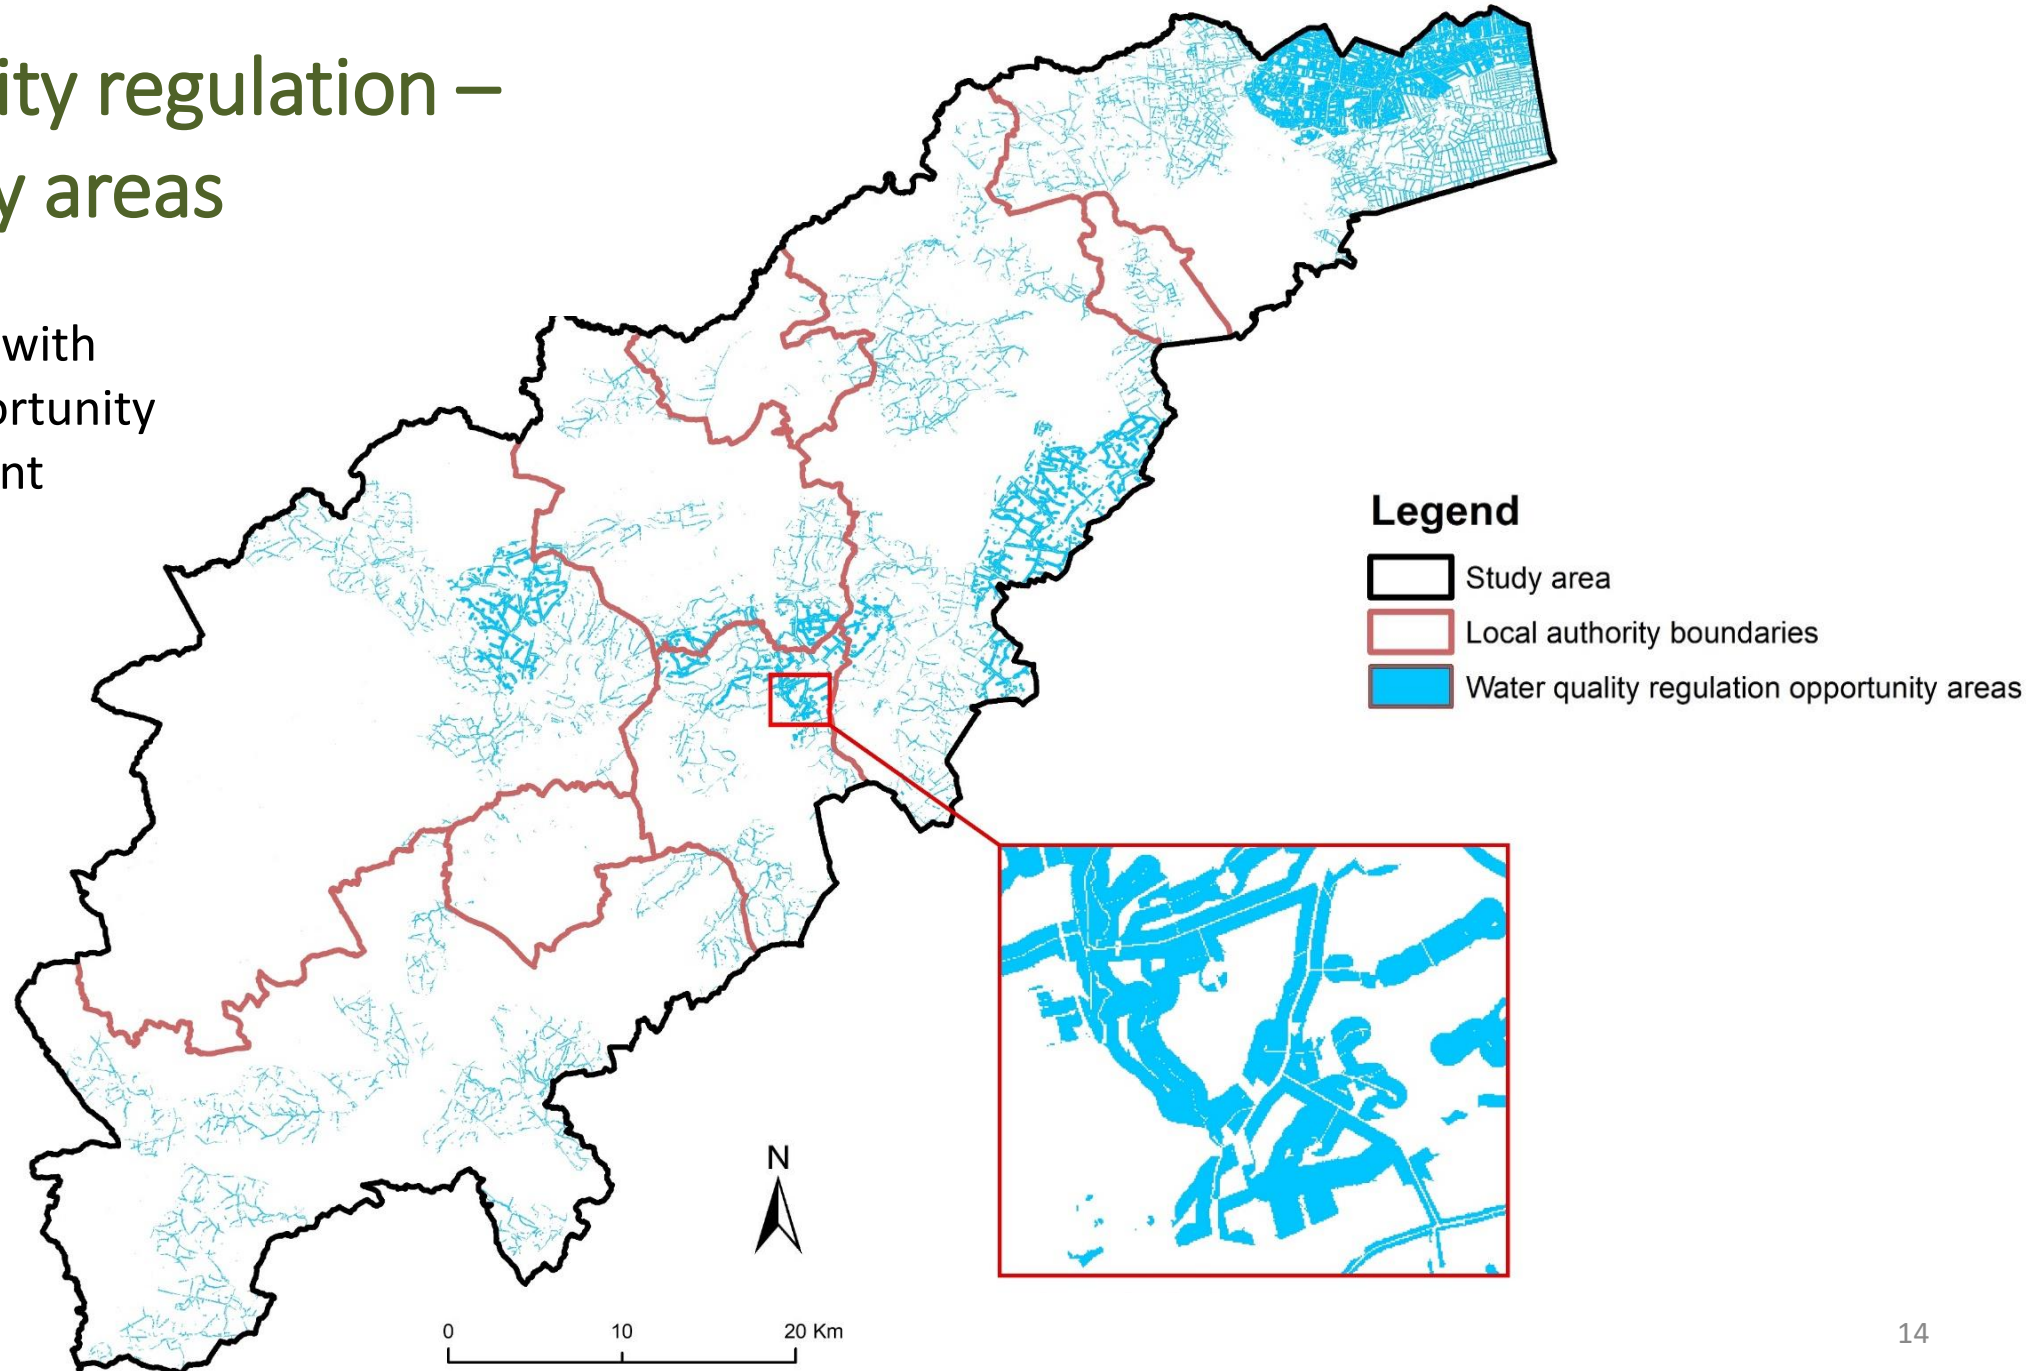 ity regulation –
y areas
with
ortunity
nt
Legend
Study area
Local authority boundaries
Water quality regulation opportunity areas
N
0 10 20 Km
14